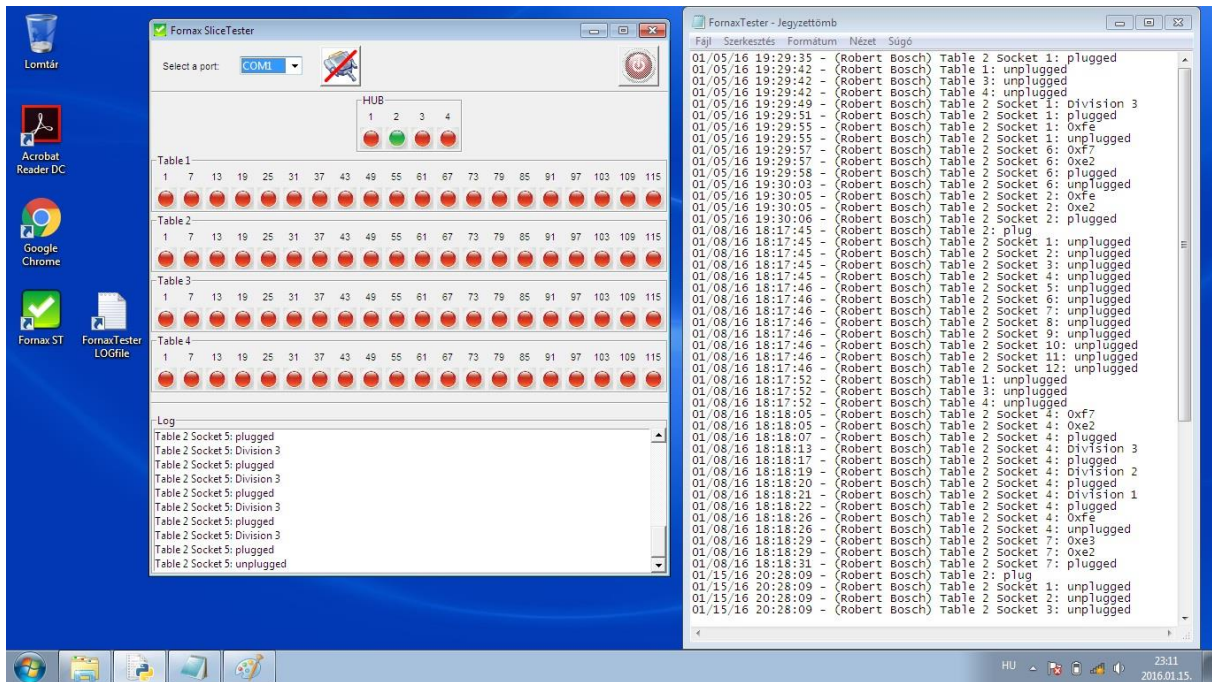 Lomtár
Acrobat
Reader DC
Google
Chrome
Fornax ST
FornaxTester
LOGfile
Fornax SliceTester
Select a port:
COM1
HUB
1 2 3 4
Table 1
1 7 13 19 25 31 37 43 49 55 61 67 73 79 85 91 97 103 109 115
Table 2
1 7 13 19 25 31 37 43 49 55 61 67 73 79 85 91 97 103 109 115
Table 3
1 7 13 19 25 31 37 43 49 55 61 67 73 79 85 91 97 103 109 115
Table 4
1 7 13 19 25 31 37 43 49 55 61 67 73 79 85 91 97 103 109 115
Log
Table 2 Socket 5: plugged
Table 2 Socket 5: Division 3
Table 2 Socket 5: plugged
Table 2 Socket 5: Division 3
Table 2 Socket 5: plugged
Table 2 Socket 5: Division 3
Table 2 Socket 5: plugged
Table 2 Socket 5: Division 3
Table 2 Socket 5: plugged
Table 2 Socket 5: unplugged
FornaxTester - Jegyzettömb
Fájl Szerkesztés Formátum Nézet Súgó
01/05/16 19:29:35 - (Robert Bosch) Table 2 Socket 1: plugged
01/05/16 19:29:42 - (Robert Bosch) Table 1: unplugged
01/05/16 19:29:42 - (Robert Bosch) Table 3: unplugged
01/05/16 19:29:42 - (Robert Bosch) Table 4: unplugged
01/05/16 19:29:49 - (Robert Bosch) Table 2 Socket 1: Division 3
01/05/16 19:29:51 - (Robert Bosch) Table 2 Socket 1: plugged
01/05/16 19:29:55 - (Robert Bosch) Table 2 Socket 1: 0xfe
01/05/16 19:29:55 - (Robert Bosch) Table 2 Socket 1: unplugged
01/05/16 19:29:57 - (Robert Bosch) Table 2 Socket 6: 0xf7
01/05/16 19:29:57 - (Robert Bosch) Table 2 Socket 6: 0xe2
01/05/16 19:29:58 - (Robert Bosch) Table 2 Socket 6: plugged
01/05/16 19:30:03 - (Robert Bosch) Table 2 Socket 6: unplugged
01/05/16 19:30:05 - (Robert Bosch) Table 2 Socket 2: 0xfe
01/05/16 19:30:05 - (Robert Bosch) Table 2 Socket 2: 0xe2
01/05/16 19:30:06 - (Robert Bosch) Table 2 Socket 2: plugged
01/08/16 18:17:45 - (Robert Bosch) Table 2: plug
01/08/16 18:17:45 - (Robert Bosch) Table 2 Socket 1: unplugged
01/08/16 18:17:45 - (Robert Bosch) Table 2 Socket 2: unplugged
01/08/16 18:17:45 - (Robert Bosch) Table 2 Socket 3: unplugged
01/08/16 18:17:45 - (Robert Bosch) Table 2 Socket 4: unplugged
01/08/16 18:17:46 - (Robert Bosch) Table 2 Socket 5: unplugged
01/08/16 18:17:46 - (Robert Bosch) Table 2 Socket 6: unplugged
01/08/16 18:17:46 - (Robert Bosch) Table 2 Socket 7: unplugged
01/08/16 18:17:46 - (Robert Bosch) Table 2 Socket 8: unplugged
01/08/16 18:17:46 - (Robert Bosch) Table 2 Socket 9: unplugged
01/08/16 18:17:46 - (Robert Bosch) Table 2 Socket 10: unplugged
01/08/16 18:17:46 - (Robert Bosch) Table 2 Socket 11: unplugged
01/08/16 18:17:46 - (Robert Bosch) Table 2 Socket 12: unplugged
01/08/16 18:17:52 - (Robert Bosch) Table 1: unplugged
01/08/16 18:17:52 - (Robert Bosch) Table 3: unplugged
01/08/16 18:17:52 - (Robert Bosch) Table 4: unplugged
01/08/16 18:18:05 - (Robert Bosch) Table 2 Socket 4: 0xf7
01/08/16 18:18:05 - (Robert Bosch) Table 2 Socket 4: 0xe2
01/08/16 18:18:07 - (Robert Bosch) Table 2 Socket 4: plugged
01/08/16 18:18:13 - (Robert Bosch) Table 2 Socket 4: Division 3
01/08/16 18:18:17 - (Robert Bosch) Table 2 Socket 4: plugged
01/08/16 18:18:19 - (Robert Bosch) Table 2 Socket 4: Division 2
01/08/16 18:18:20 - (Robert Bosch) Table 2 Socket 4: plugged
01/08/16 18:18:21 - (Robert Bosch) Table 2 Socket 4: Division 1
01/08/16 18:18:22 - (Robert Bosch) Table 2 Socket 4: plugged
01/08/16 18:18:26 - (Robert Bosch) Table 2 Socket 4: 0xfe
01/08/16 18:18:26 - (Robert Bosch) Table 2 Socket 4: unplugged
01/08/16 18:18:29 - (Robert Bosch) Table 2 Socket 7: 0xe3
01/08/16 18:18:29 - (Robert Bosch) Table 2 Socket 7: 0xe2
01/08/16 18:18:31 - (Robert Bosch) Table 2 Socket 7: plugged
01/15/16 20:28:09 - (Robert Bosch) Table 2: plug
01/15/16 20:28:09 - (Robert Bosch) Table 2 Socket 1: unplugged
01/15/16 20:28:09 - (Robert Bosch) Table 2 Socket 2: unplugged
01/15/16 20:28:09 - (Robert Bosch) Table 2 Socket 3: unplugged
HU
23:11
2016.01.15.